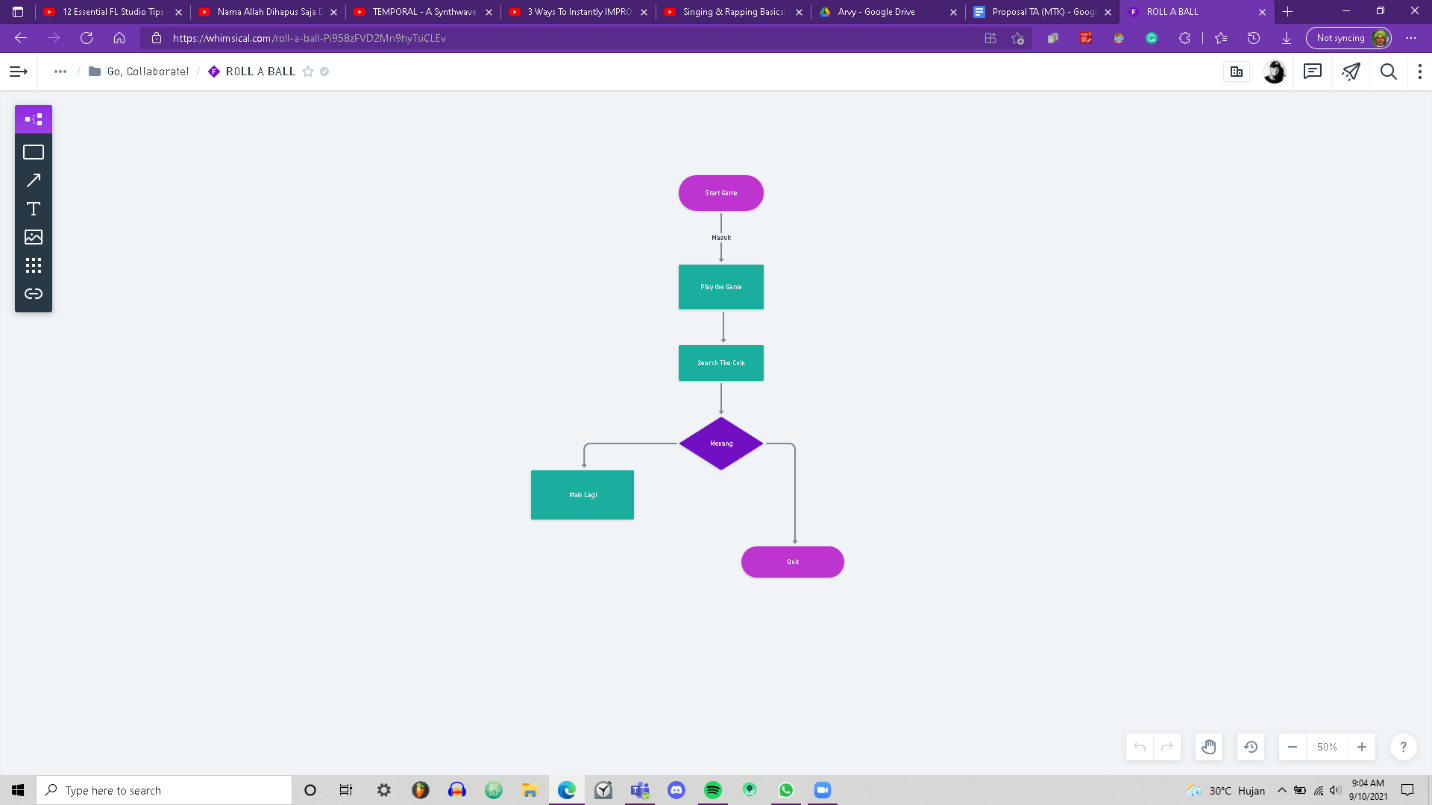 12 Essential FL Studio Tips
Nama Allah Dihapus Saja D
TEMPORAL - A Synthwave
3 Ways To Instantly IMPRO
Singing & Rapping Basics:
Arvy - Google Drive
Proposal TA (MTK) - Googl
ROLL A BALL
https://whimsical.com/roll-a-ball-Pi958zFVD2Mn9hyTsiCLEv
Not syncing
Go, Collaborate!
/
ROLL A BALL
Start Game
Masuk
Play the Game
Search The Coin
Menang
Main Lagi
Quit
50%
?
Type here to search
30°C Hujan
9:04 AM
9/10/2021